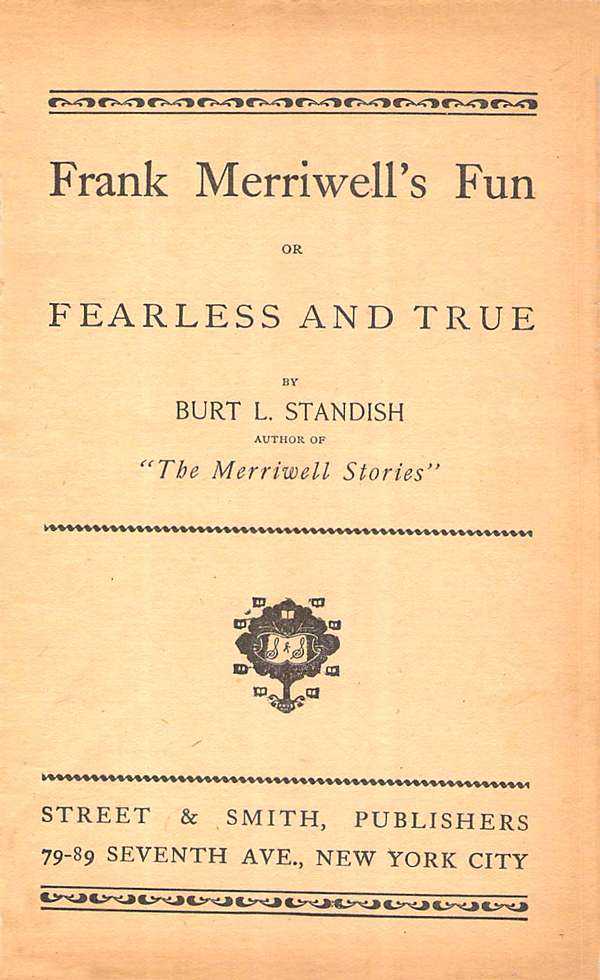 Frank Merriwell's Fun
OR
FEARLESS AND TRUE
BY
BURT L. STANDISH
AUTHOR OF
"The Merriwell Stories"
S & S
STREET & SMITH, PUBLISHERS
79-89 SEVENTH AVE., NEW YORK CITY